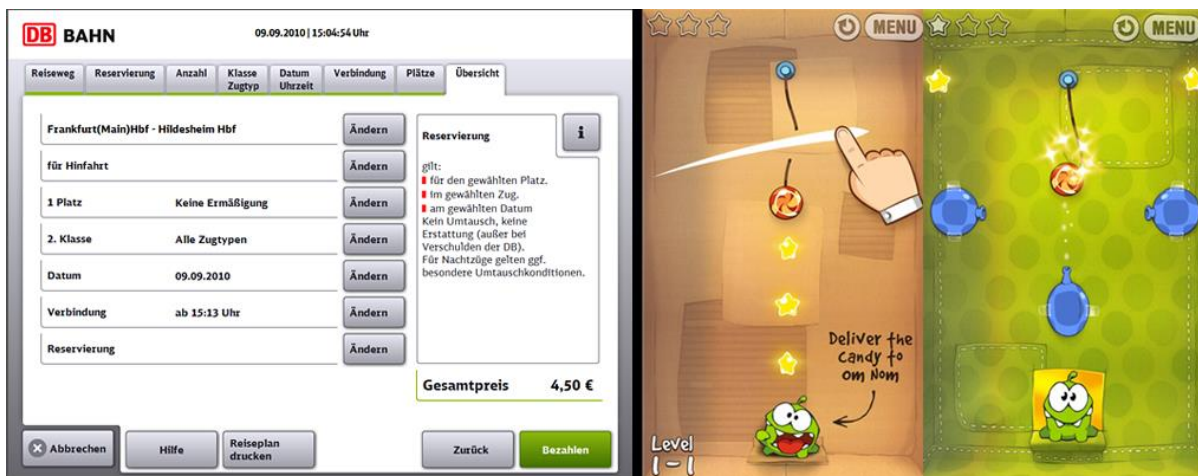 DB BAHN
09.09.2010 | 15:04:54 Uhr
Reiseweg
Reservierung
Anzahl
Klasse
Zugtyp
Datum
Uhrzeit
Verbindung
Plätze
Übersicht
Frankfurt(Main)Hbf - Hildesheim Hbf
Ändern
für Hinfahrt
Ändern
1 Platz Keine Ermäßigung
Ändern
2. Klasse Alle Zugtypen
Ändern
Datum 09.09.2010
Ändern
Verbindung ab 15:13 Uhr
Ändern
Reservierung
Ändern
Reservierung
i
gilt:
für den gewählten Platz.
im gewählten Zug.
am gewählten Datum
Kein Umtausch, keine
Erstattung (außer bei
Verschulden der DB).
Für Nachtzüge gelten ggf.
besondere Umtauschkonditionen.
Gesamtpreis 4,50 €
Abbrechen
Hilfe
Reiseplan
drucken
Zurück
Bezahlen
MENU
Deliver the
candy to
om Nom
Level
1-1
MENU